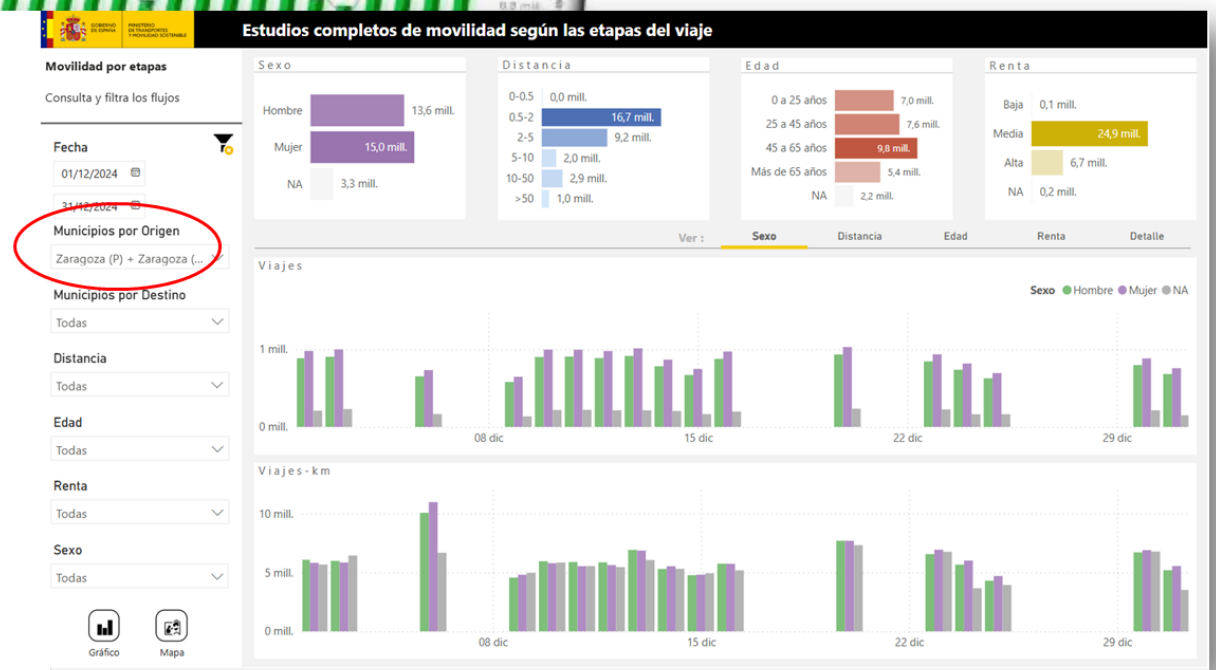 0.8 mill.
GOBIERNO DE ESPAÑA
MINISTERIO DE TRANSPORTES Y MOVILIDAD SOSTENIBLE
Estudios completos de movilidad según las etapas del viaje
Movilidad por etapas
Consulta y filtra los flujos
Fecha
01/12/2024
31/12/2024
Municipios por Origen
Zaragoza (P) + Zaragoza (...
Municipios por Destino
Todas
Distancia
Todas
Edad
Todas
Renta
Todas
Sexo
Todas
Gráfico
Mapa
Sexo
Hombre 13,6 mill.
Mujer 15,0 mill.
NA 3,3 mill.
Distancia
0-0.5 0,0 mill.
0.5-2 16,7 mill.
2-5 9,2 mill.
5-10 2,0 mill.
10-50 2,9 mill.
>50 1,0 mill.
Edad
0 a 25 años 7,0 mill.
25 a 45 años 7,6 mill.
45 a 65 años 9,8 mill.
Más de 65 años 5,4 mill.
NA 2,2 mill.
Renta
Baja 0,1 mill.
Media 24,9 mill.
Alta 6,7 mill.
NA 0,2 mill.
Ver : Sexo Distancia Edad Renta Detalle
Viajes
Sexo Hombre Mujer NA
1 mill.
0 mill.
08 dic 15 dic 22 dic 29 dic
Viajes-km
10 mill.
5 mill.
0 mill.
08 dic 15 dic 22 dic 29 dic